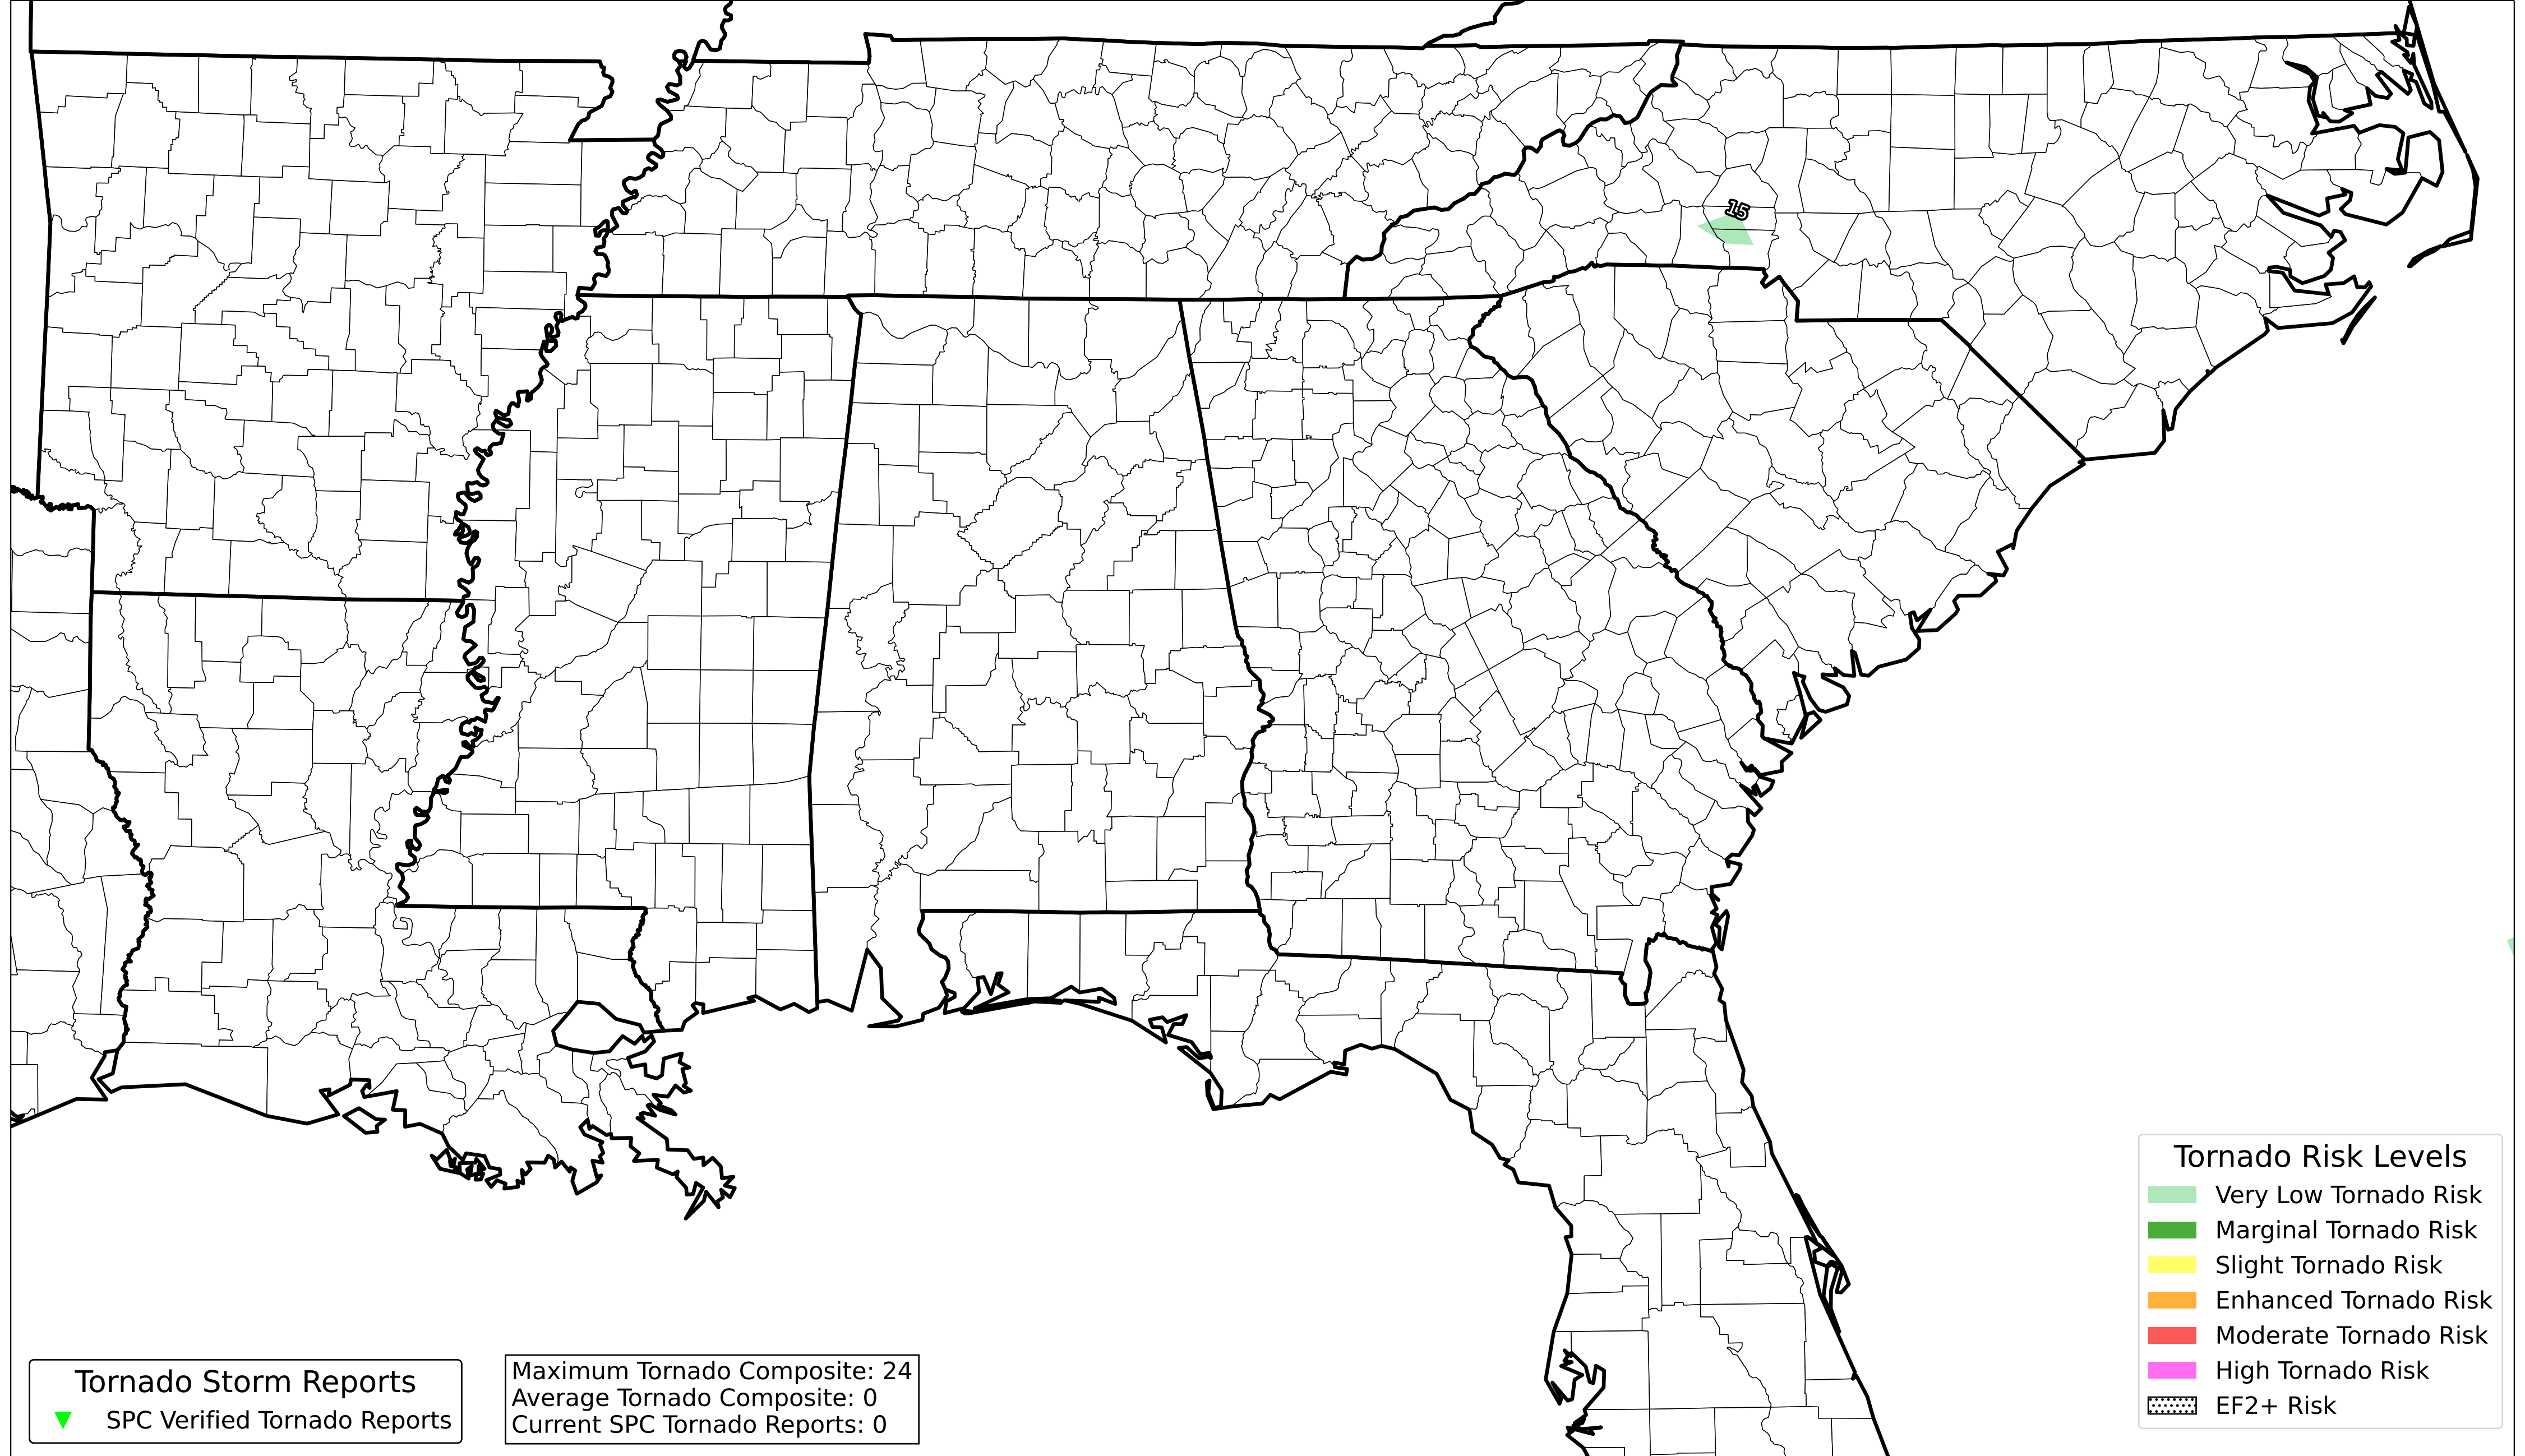 15
Tornado Risk Levels
Very Low Tornado Risk
Marginal Tornado Risk
Slight Tornado Risk
Enhanced Tornado Risk
Moderate Tornado Risk
High Tornado Risk
EF2+ Risk
Tornado Storm Reports
SPC Verified Tornado Reports
Maximum Tornado Composite: 24
Average Tornado Composite: 0
Current SPC Tornado Reports: 0